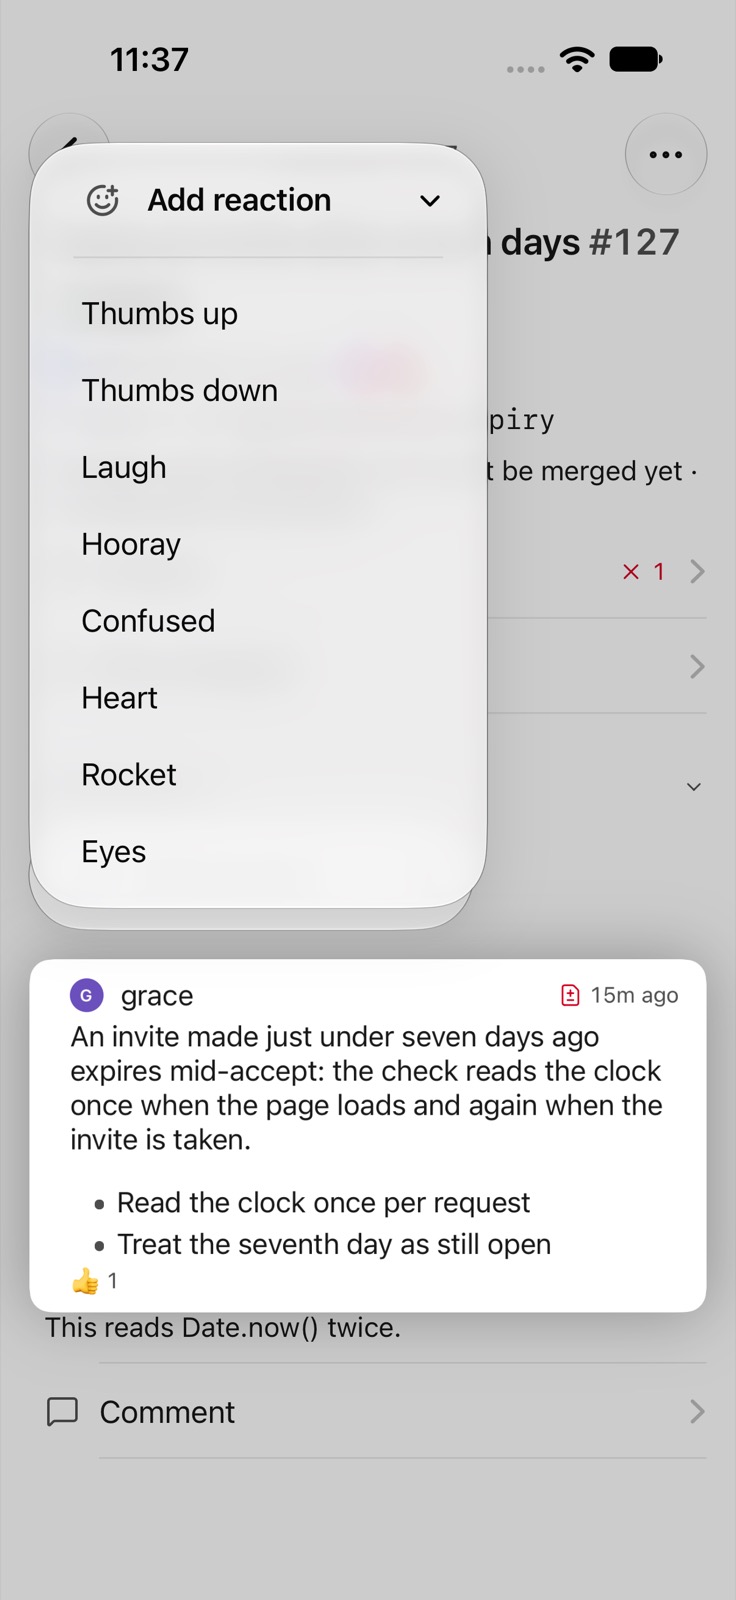 11:37
Add reaction
days #127
Thumbs up
Thumbs down
Laugh
piry
t be merged yet ·
Hooray
1
Confused
Heart
Rocket
Eyes
G grace 15m ago
An invite made just under seven days ago
expires mid-accept: the check reads the clock
once when the page loads and again when the
invite is taken.
• Read the clock once per request
• Treat the seventh day as still open
👍 1
This reads Date.now() twice.
Comment